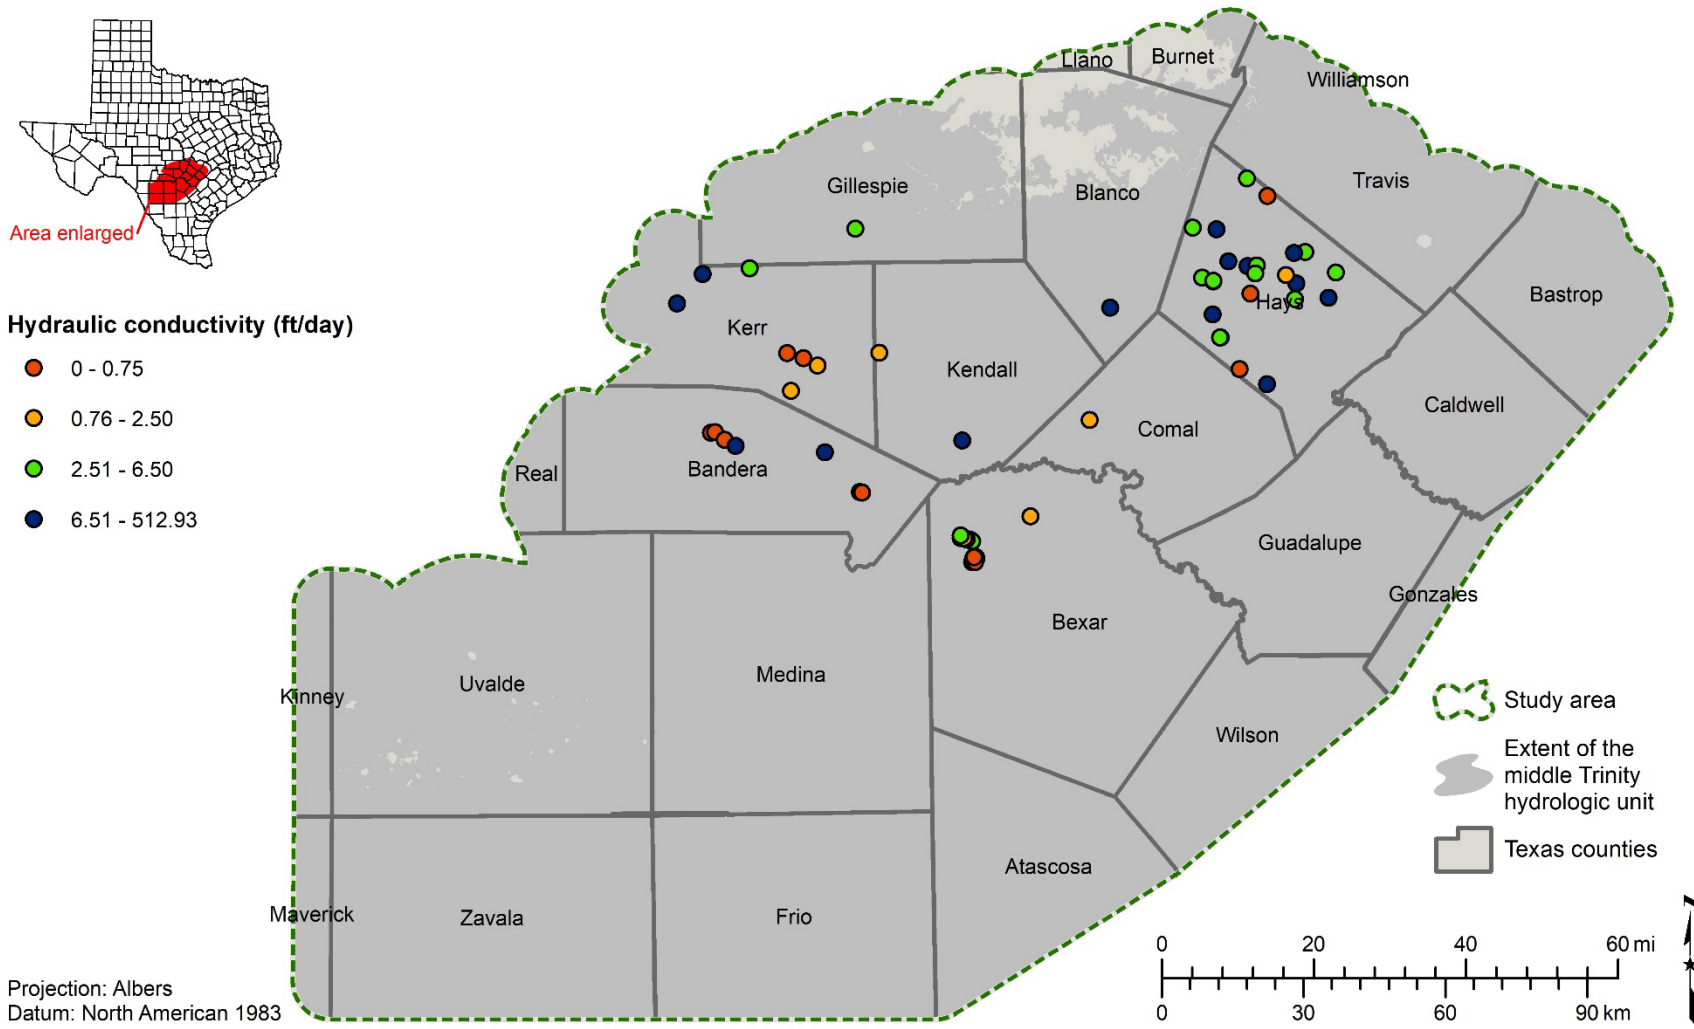 Area enlarged
Hydraulic conductivity (ft/day)
0 - 0.75
0.76 - 2.50
2.51 - 6.50
6.51 - 512.93
Llano
Burnet
Williamson
Gillespie
Blanco
Travis
Bastrop
Hays
Kerr
Kendall
Caldwell
Comal
Real
Bandera
Guadalupe
Gonzales
Bexar
Kinney
Uvalde
Medina
Wilson
Atascosa
Maverick
Zavala
Frio
Study area
Extent of the
middle Trinity
hydrologic unit
Texas counties
0 20 40 60 mi
0 30 60 90 km
Projection: Albers
Datum: North American 1983